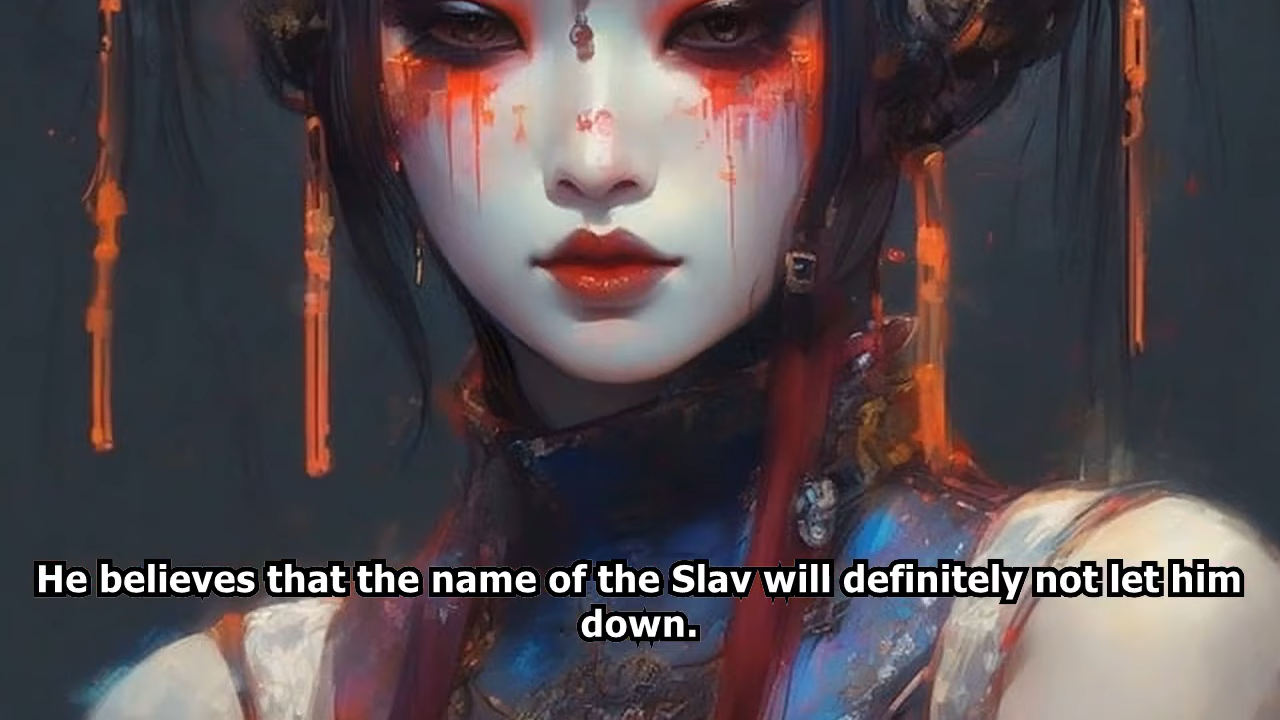 He believes that the name of the Slav will definitely not let him
down.